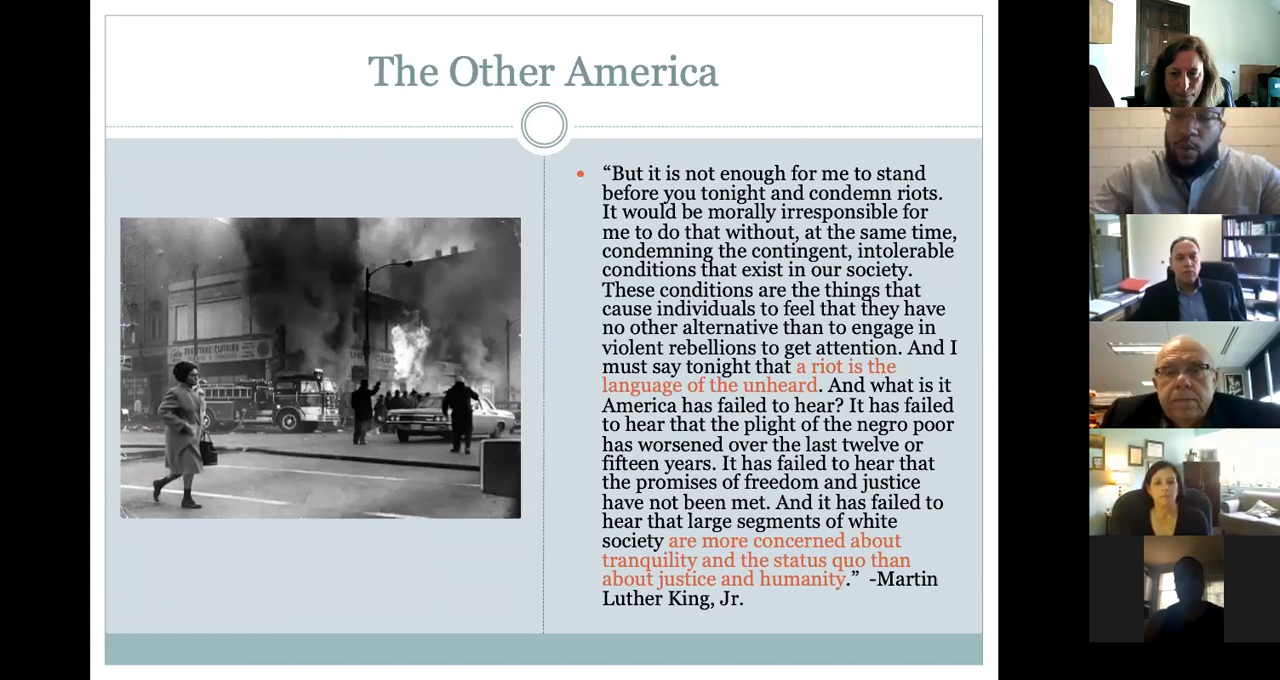 The Other America
• “But it is not enough for me to stand
before you tonight and condemn riots.
It would be morally irresponsible for
me to do that without, at the same time,
condemning the contingent, intolerable
conditions that exist in our society.
These conditions are the things that
cause individuals to feel that they have
no other alternative than to engage in
violent rebellions to get attention. And I
must say tonight that a riot is the
language of the unheard. And what is it
America has failed to hear? It has failed
to hear that the plight of the negro poor
has worsened over the last twelve or
fifteen years. It has failed to hear that
the promises of freedom and justice
have not been met. And it has failed to
hear that large segments of white
society are more concerned about
tranquility and the status quo than
about justice and humanity.” -Martin
Luther King, Jr.